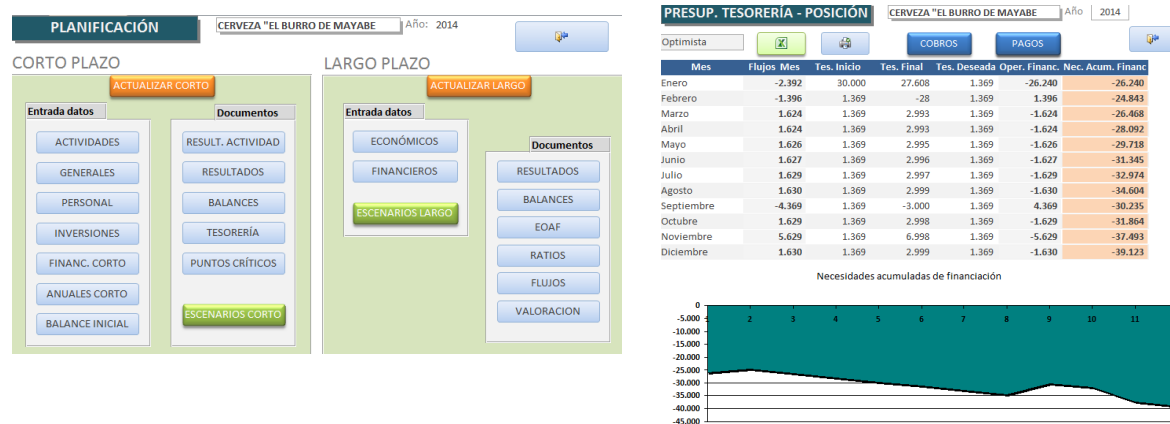 PLANIFICACIÓN
CERVEZA "EL BURRO DE MAYABE
Año: 2014
CORTO PLAZO
ACTUALIZAR CORTO
Entrada datos
Documentos
ACTIVIDADES
RESULT. ACTIVIDAD
GENERALES
RESULTADOS
PERSONAL
BALANCES
INVERSIONES
TESORERÍA
FINANC. CORTO
PUNTOS CRÍTICOS
ANUALES CORTO
ESCENARIOS CORTO
BALANCE INICIAL
LARGO PLAZO
ACTUALIZAR LARGO
Entrada datos
Documentos
ECONÓMICOS
FINANCIEROS
ESCENARIOS LARGO
RESULTADOS
BALANCES
EOAF
RATIOS
FLUJOS
VALORACION
PRESUP. TESORERÍA - POSICIÓN
CERVEZA "EL BURRO DE MAYABE
Año 2014
Optimista
COBROS
PAGOS
Mes Flujos Mes Tes. Inicio Tes. Final Tes. Deseada Oper. Financ. Nec. Acum. Financ
Enero -2.392 30.000 27.608 1.369 -26.240 -26.240
Febrero -1.396 1.369 -28 1.369 1.396 -24.843
Marzo 1.624 1.369 2.993 1.369 -1.624 -26.468
Abril 1.624 1.369 2.993 1.369 -1.624 -28.092
Mayo 1.626 1.369 2.995 1.369 -1.626 -29.718
Junio 1.627 1.369 2.996 1.369 -1.627 -31.345
Julio 1.629 1.369 2.997 1.369 -1.629 -32.974
Agosto 1.630 1.369 2.999 1.369 -1.630 -34.604
Septiembre -4.369 1.369 -3.000 1.369 4.369 -30.235
Octubre 1.629 1.369 2.998 1.369 -1.629 -31.864
Noviembre 5.629 1.369 6.998 1.369 -5.629 -37.493
Diciembre 1.630 1.369 2.999 1.369 -1.630 -39.123
Necesidades acumuladas de financiación
0
-5.000
-10.000
-15.000
-20.000
-25.000
-30.000
-35.000
-40.000
-45.000
1 2 3 4 5 6 7 8 9 10 11